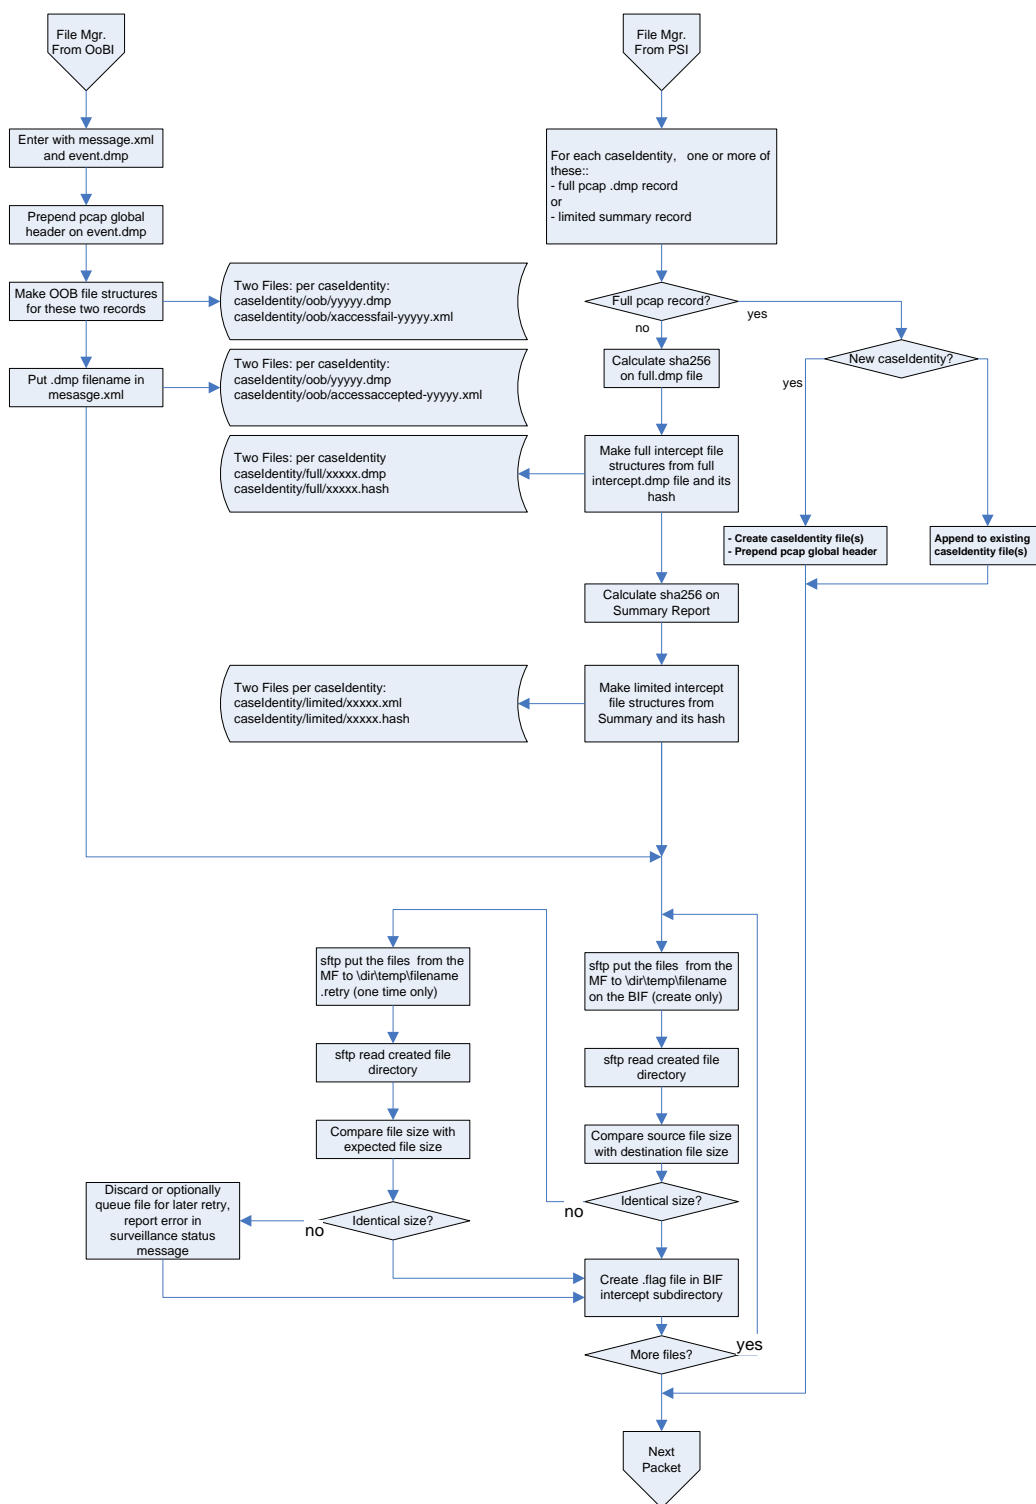 File Mgr.
From OoBI
Enter with message.xml
and event.dmp
Prepend pcap global
header on event.dmp
Make OOB file structures
for these two records
Put .dmp filename in
mesasge.xml
Two Files: per caseIdentity:
caseIdentity/oob/yyyyy.dmp
caseIdentity/oob/xaccessfail-yyyyy.xml
Two Files: per caseIdentity:
caseIdentity/oob/yyyyy.dmp
caseIdentity/oob/accessaccepted-yyyyy.xml
File Mgr.
From PSI
For each caseIdentity, one or more of
these::
- full pcap .dmp record
or
- limited summary record
Full pcap record?
yes
no
New caseIdentity?
yes
Calculate sha256
on full.dmp file
Make full intercept file
structures from full
intercept.dmp file and its
hash
Two Files: per caseIdentity
caseIdentity/full/xxxxx.dmp
caseIdentity/full/xxxxx.hash
- Create caseIdentity file(s)
- Prepend pcap global header
Append to existing
caseIdentity file(s)
Calculate sha256 on
Summary Report
Make limited intercept
file structures from
Summary and its hash
Two Files per caseIdentity:
caseIdentity/limited/xxxxx.xml
caseIdentity/limited/xxxxx.hash
sftp put the files from the
MF to \dir\temp\filename
.retry (one time only)
sftp read created file
directory
Compare file size with
expected file size
Identical size?
no
Discard or optionally
queue file for later retry,
report error in
surveillance status
message
sftp put the files from the
MF to \dir\temp\filename
on the BIF (create only)
sftp read created file
directory
Compare source file size
with destination file size
Identical size?
no
Create .flag file in BIF
intercept subdirectory
More files?
yes
Next
Packet